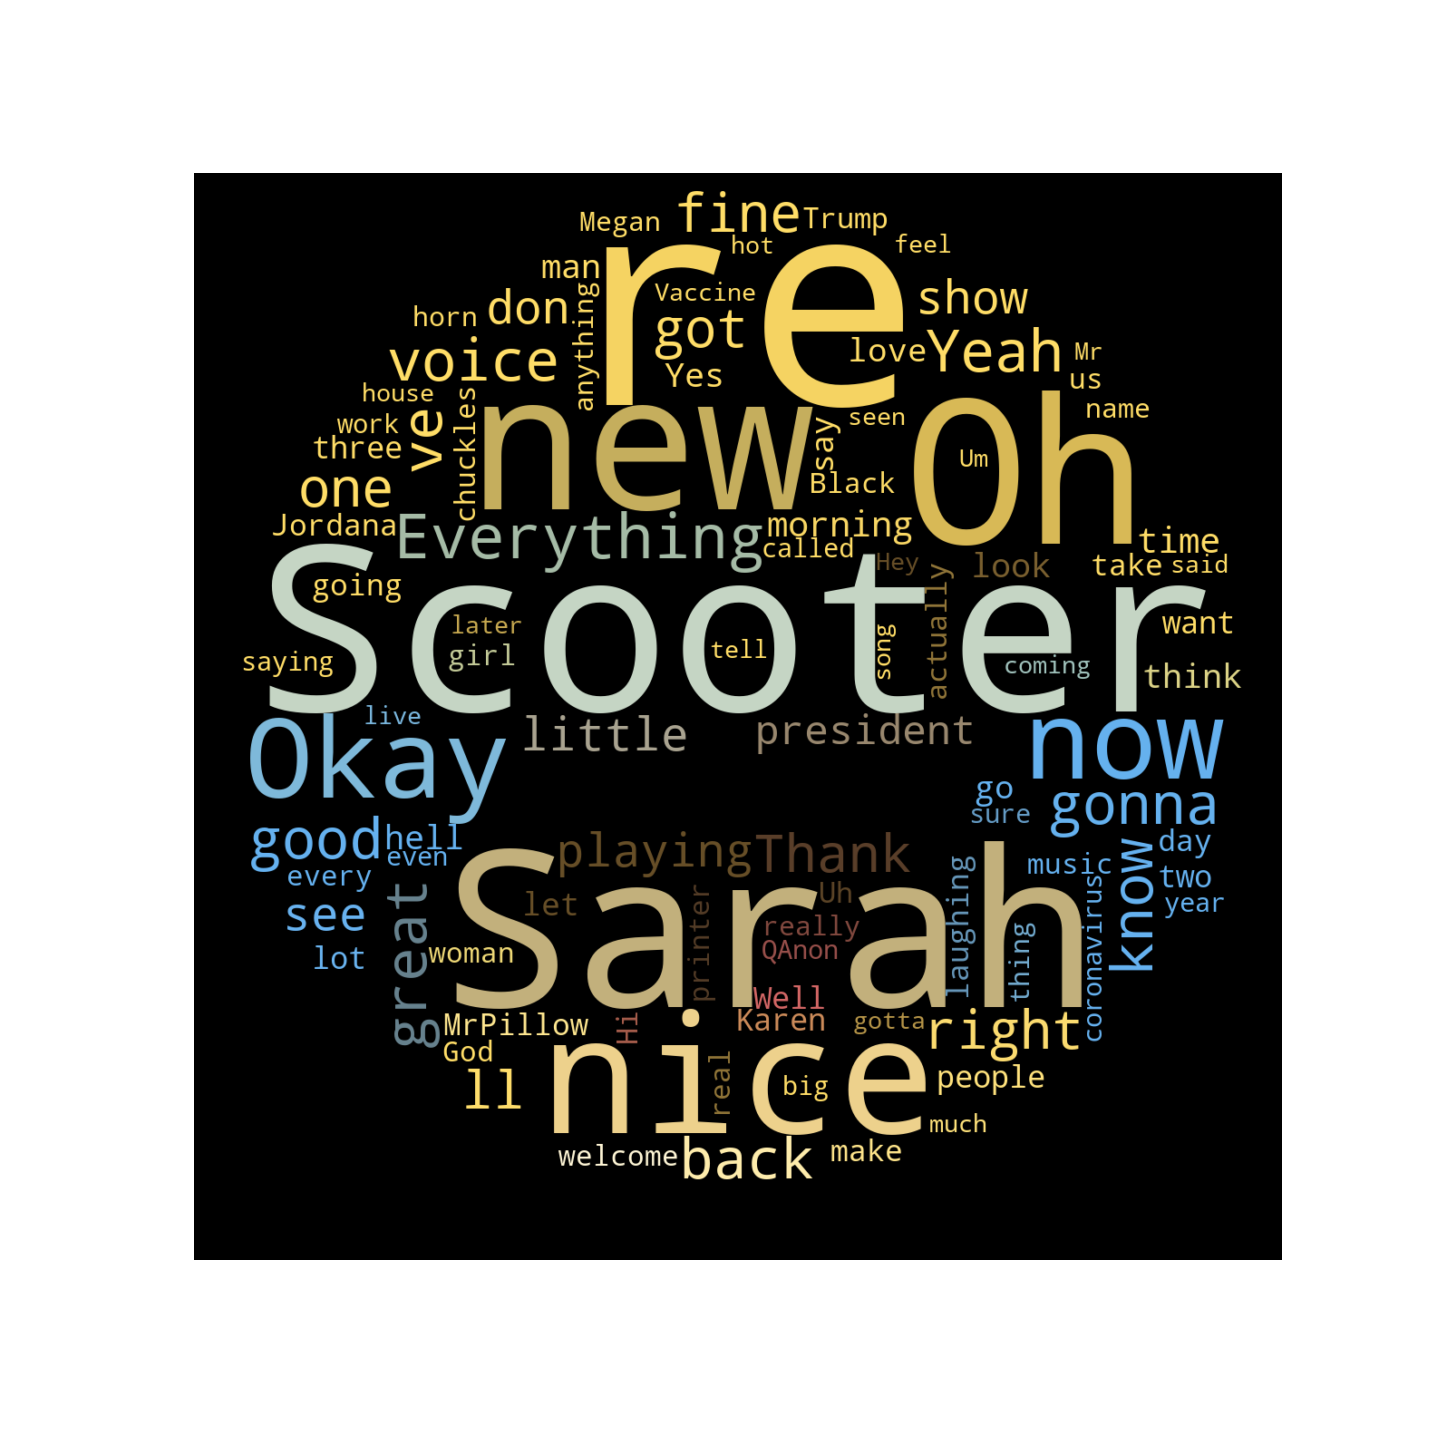 fine
Megan
Trump
hot
feel
re
man
Vaccine
anything
don
show
horn
got
voice
love
Yeah
Mr
Yes
us
house
chuckles
work
ve
new
Oh
seen
name
say
three
Um
one
Black
Jordana
Everything
morning
called
time
Hey
look
take
said
actually
Scooter
going
later
girl
tell
song
want
saying
coming
think
live
Okay
little
president
now
go
sure
gonna
good
hell
even
playing
Thank
day
every
music
know
two
year
see
great
let
Uh
laughing
coronavirus
Sarah
printer
really
QAnon
thing
lot
woman
Well
MrPillow
Hi
Karen
gotta
right
God
nice
real
big
people
ll
much
welcome
back
make